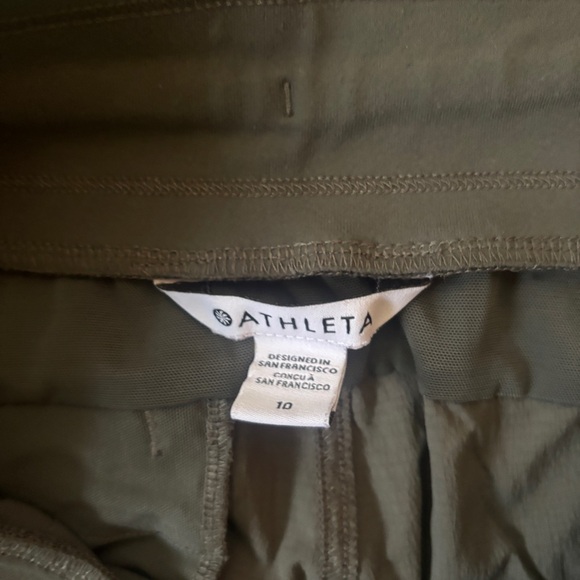 ATHLETA
DESIGNED IN
SAN FRANCISCO
CONÇU À
SAN FRANCISCO
10